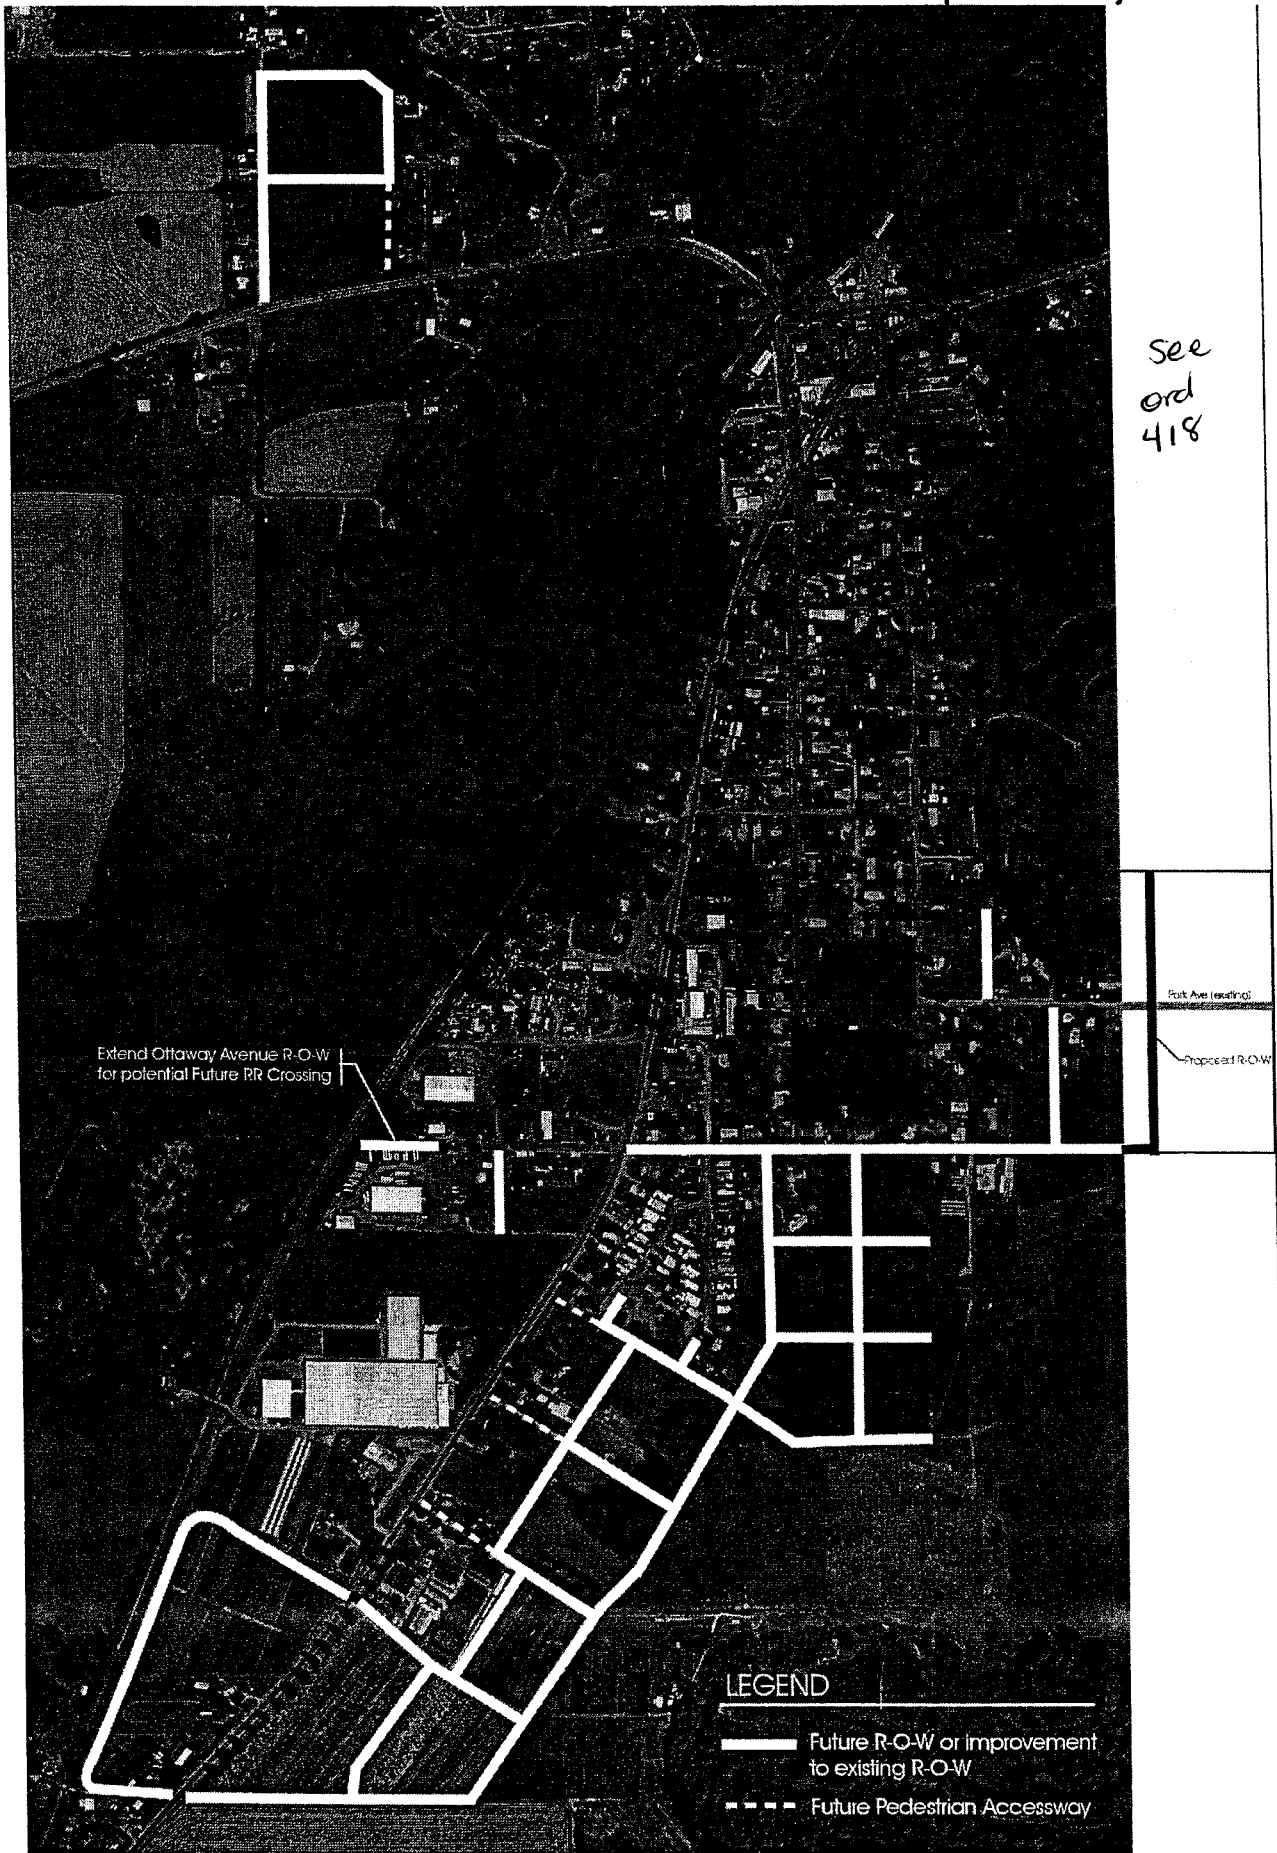 see
ord
418
Park Ave (existing)
Proposed R-O-W
Extend Ottaway Avenue R-O-W
for potential Future RR Crossing
LEGEND
Future R-O-W or improvement
to existing R-O-W
Future Pedestrian Accessway